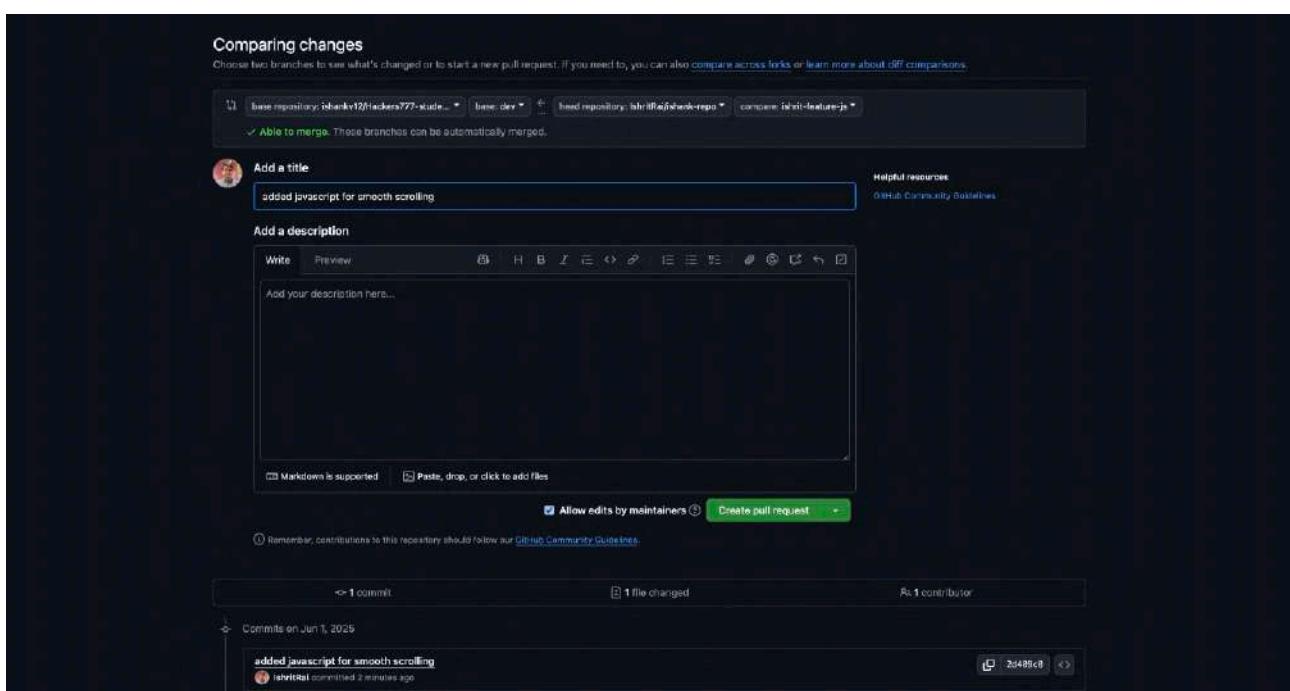 Comparing changes
Choose two branches to see what's changed or to start a new pull request. If you need to, you can also compare across forks or learn more about diff comparisons.
base repository: ishankv12/Hackers777-stude... base: dev head repository: IshritRai/ishank-repo compare: ishrit-feature-js
Able to merge. These branches can be automatically merged.
Add a title
Helpful resources
added javascript for smooth scrolling
GitHub Community Guidelines
Add a description
Write Preview
Add your description here...
Markdown is supported Paste, drop, or click to add files
Allow edits by maintainers Create pull request
Remember, contributions to this repository should follow our GitHub Community Guidelines.
1 commit 1 file changed 1 contributor
Commits on Jun 1, 2025
added javascript for smooth scrolling
IshritRai committed 2 minutes ago